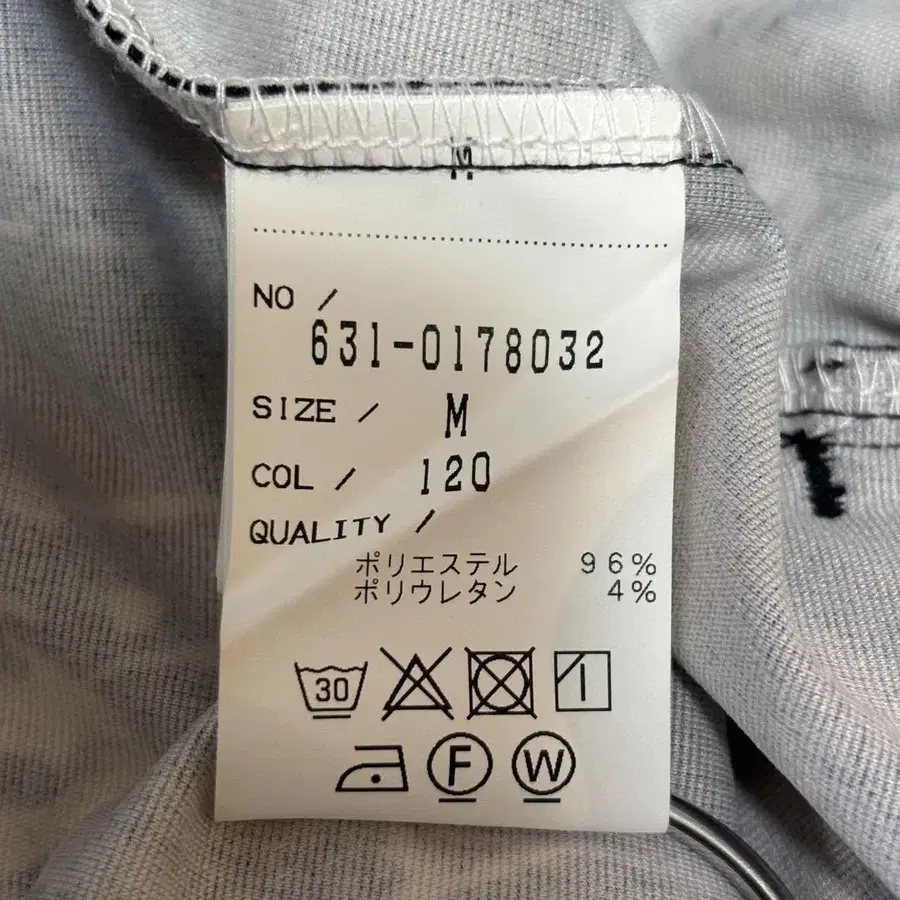 NO /
631-0178032
SIZE / M
COL / 120
QUALITY /
ポリエステル 96%
ポリウレタン 4%
30
F W